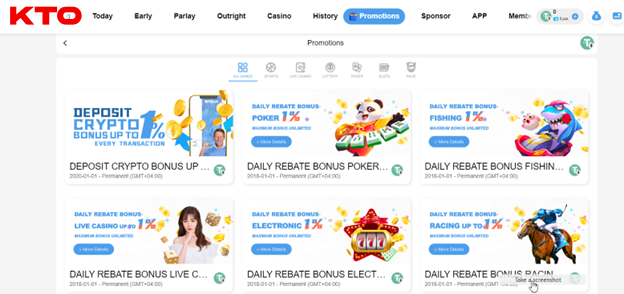 KTO
Today Early Parlay Outright Casino History Promotions Sponsor APP Memb
0
Promotions
ALL GAMES SPORTS LIVE CASINO LOTTERY POKER SLOTS RACE
DEPOSIT
CRYPTO
BONUS UP TO 1%
EVERY TRANSACTION
DEPOSIT CRYPTO BONUS UP ...
2020-01-01 - Permanent (GMT+04:00)
DAILY REBATE BONUS
POKER 1%
MAXIMUM BONUS UNLIMITED
+ More Details
DAILY REBATE BONUS POKER...
2018-01-01 - Permanent (GMT+04:00)
DAILY REBATE BONUS
FISHING 1%
MAXIMUM BONUS UNLIMITED
+ More Details
DAILY REBATE BONUS FISHIN...
2018-01-01 - Permanent (GMT+04:00)
DAILY REBATE BONUS
LIVE CASINO UP TO 1%
MAXIMUM BONUS UNLIMITED
+ More Details
DAILY REBATE BONUS LIVE C...
2018-01-01 - Permanent (GMT+04:00)
DAILY REBATE BONUS
ELECTRONIC 1%
MAXIMUM BONUS UNLIMITED
+ More Details
DAILY REBATE BONUS ELECT...
2018-01-01 - Permanent (GMT+04:00)
DAILY REBATE BONUS
RACING UP TO 1%
MAXIMUM BONUS UNLIMITED
+ More Details
DAILY REBATE BONUS RACIN
2018-01-01 - Permanent (GMT+04:00)
Take a screenshot